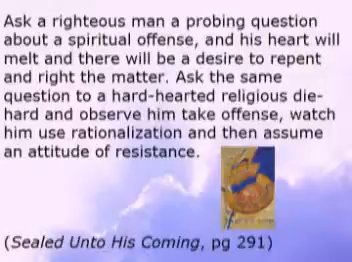 Ask a righteous man a probing question
about a spiritual offense, and his heart will
melt and there will be a desire to repent
and right the matter. Ask the same
question to a hard-hearted religious die-
hard and observe him take offense, watch
him use rationalization and then assume
an attitude of resistance.
(Sealed Unto His Coming, pg 291)